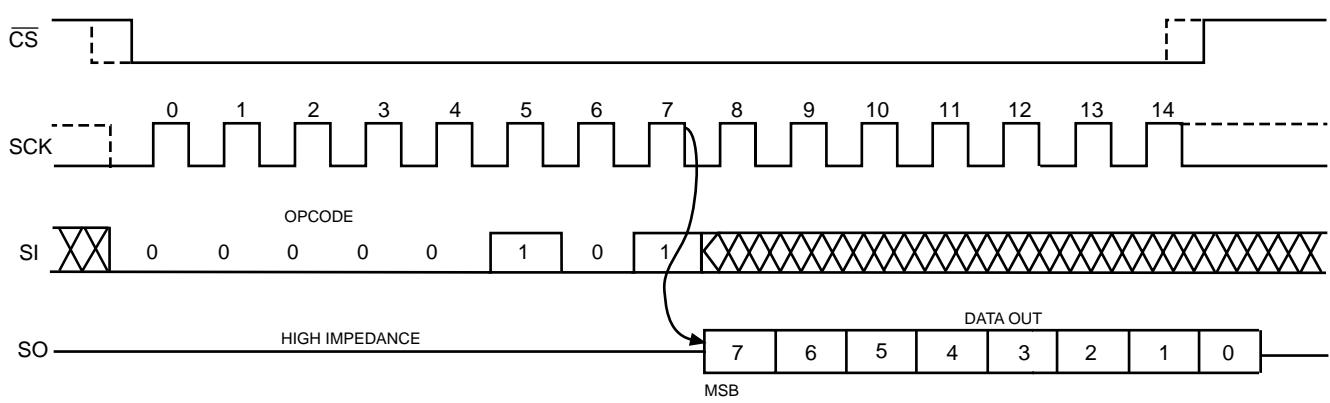 CS
SCK
0 1 2 3 4 5 6 7 8 9 10 11 12 13 14
OPCODE
SI
0 0 0 0 0 1 0 1
SO
HIGH IMPEDANCE
DATA OUT
7 6 5 4 3 2 1 0
MSB